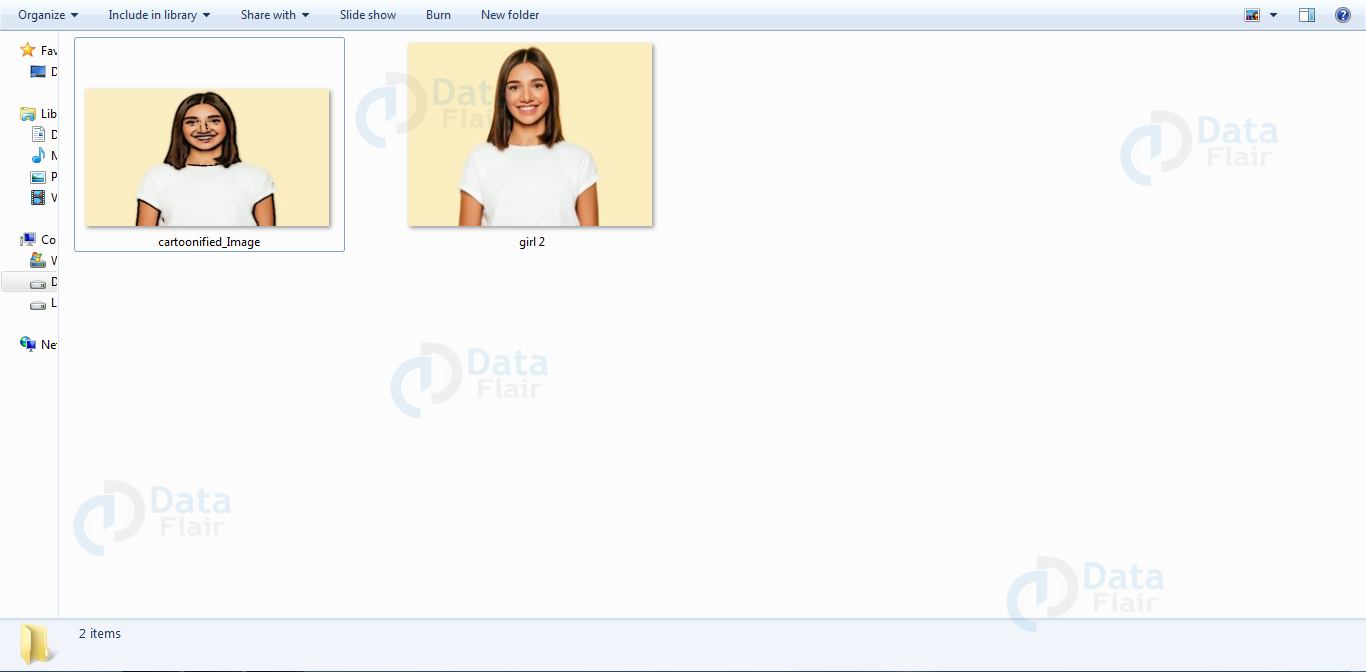 Organize Include in library Share with Slide show Burn New folder
Fav
D
Lib
D
M
P
V
Co
W
D
L
Net
cartoonified_Image
girl 2
2 items
Data
Flair
Data
Flair
Data
Flair
Data
Flair
Data
Flair